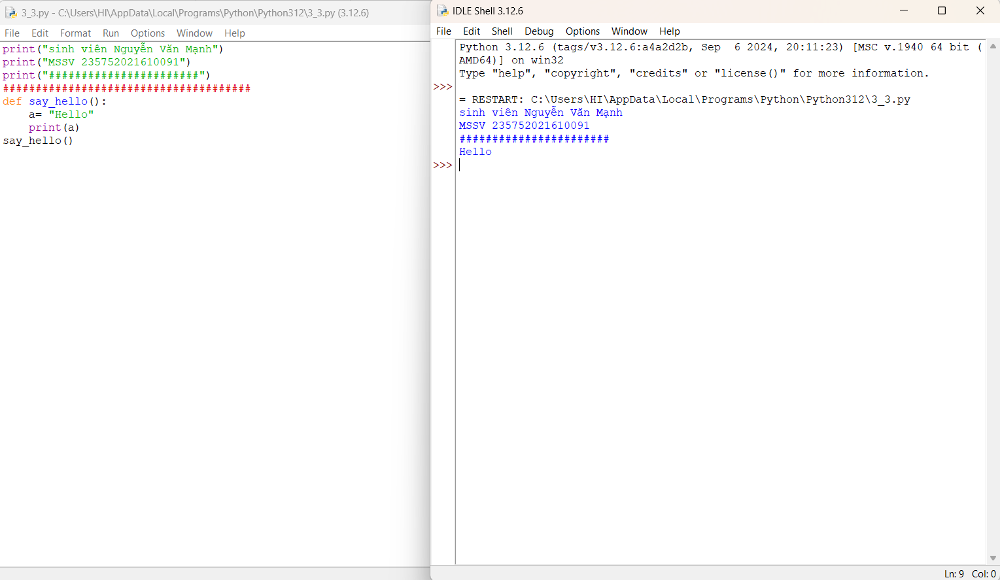 3_3.py - C:\Users\HI\AppData\Local\Programs\Python\Python312\3_3.py (3.12.6)
File Edit Format Run Options Window Help
print("sinh viên Nguyễn Văn Mạnh")
print("MSSV 235752021610091")
print("#######################")
######################################
def say_hello():
    a= "Hello"
    print(a)
say_hello()
IDLE Shell 3.12.6
File Edit Shell Debug Options Window Help
Python 3.12.6 (tags/v3.12.6:a4a2d2b, Sep  6 2024, 20:11:23) [MSC v.1940 64 bit (
AMD64)] on win32
Type "help", "copyright", "credits" or "license()" for more information.
>>>
= RESTART: C:\Users\HI\AppData\Local\Programs\Python\Python312\3_3.py
sinh viên Nguyễn Văn Mạnh
MSSV 235752021610091
#######################
Hello
>>>
Ln: 9 Col: 0